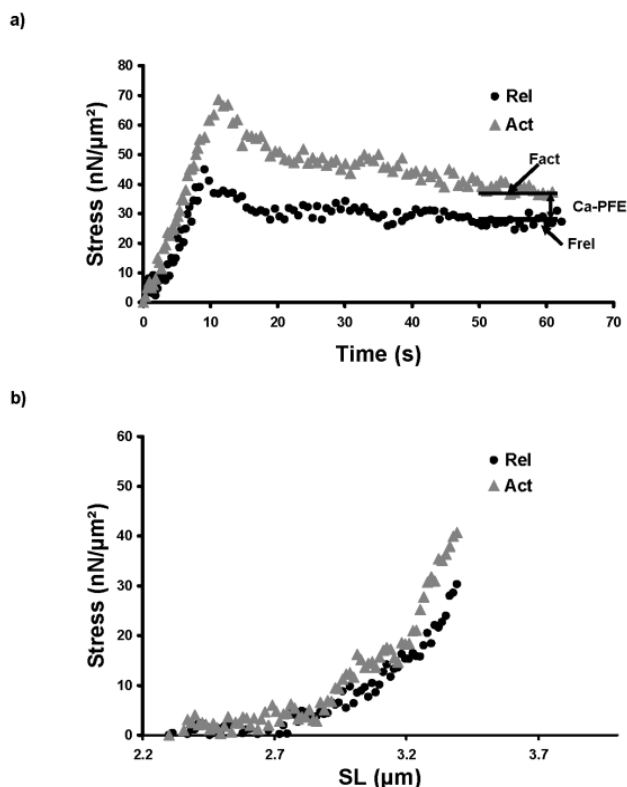 a)
80
70
60
50
40
30
20
10
0
Stress (nN/µm²)
Rel
Act
Fact
Ca-PFE
Frel
0 10 20 30 40 50 60 70
Time (s)
b)
60
50
40
30
20
10
0
Stress (nN/µm²)
Rel
Act
2.2 2.7 3.2 3.7
SL (µm)